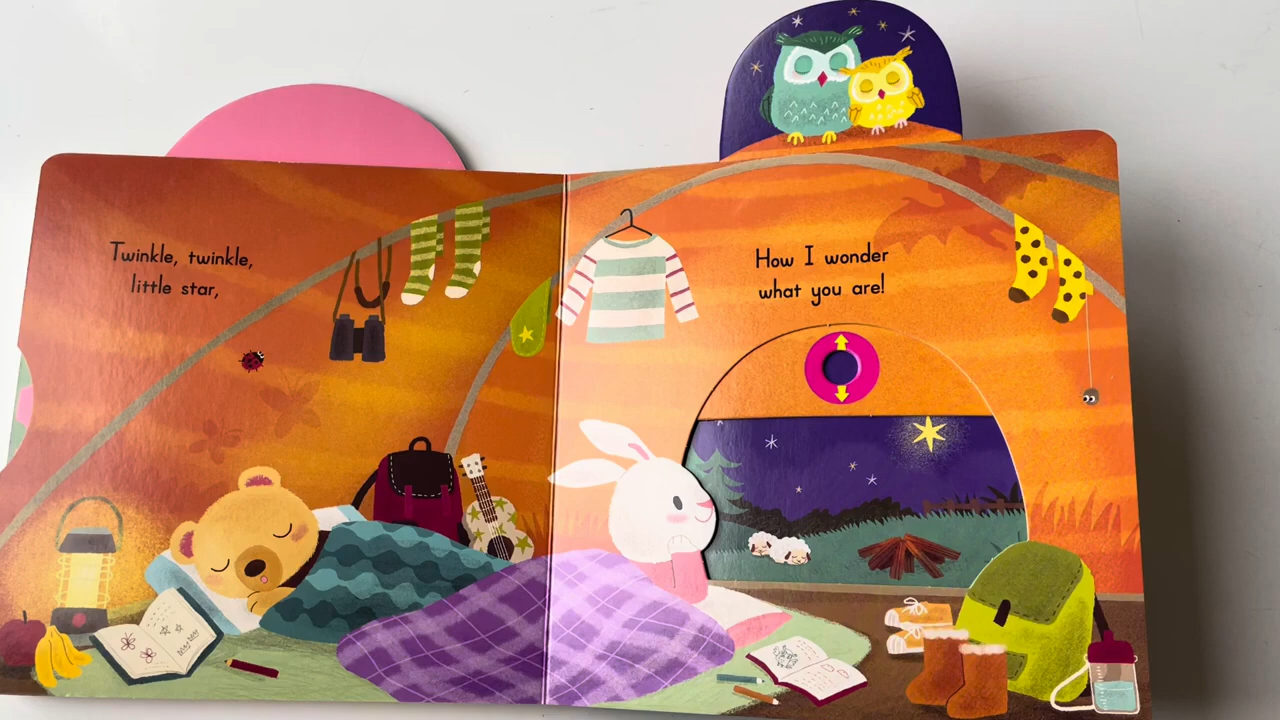 Twinkle, twinkle,
little star,
How I wonder
what you are!